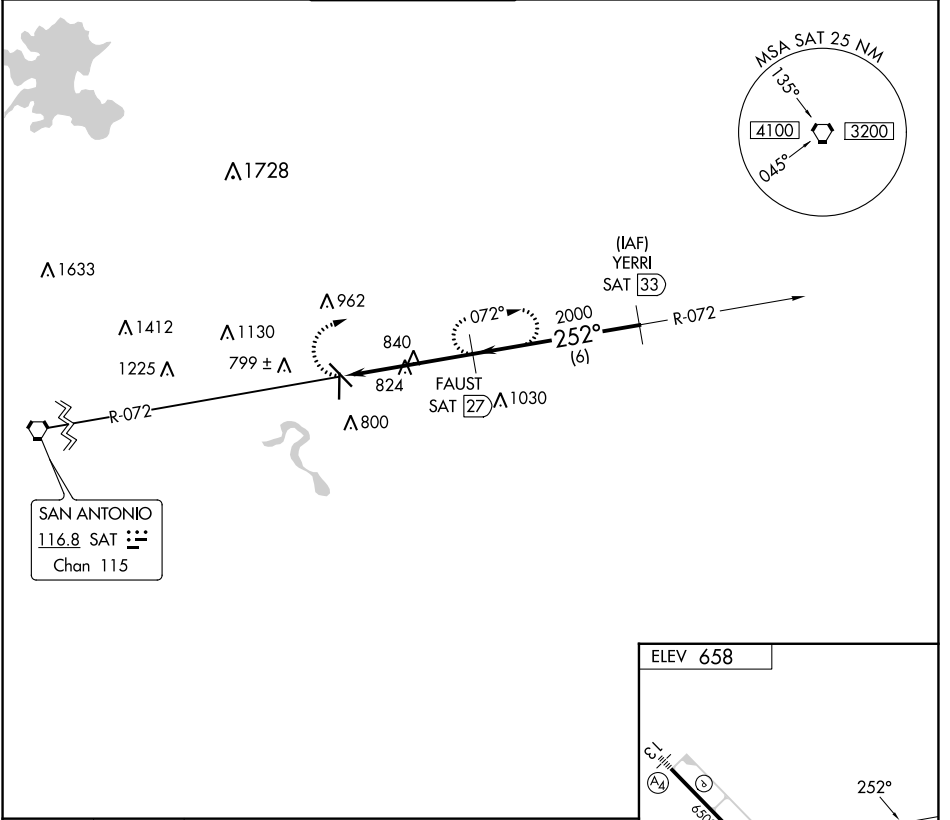 MSA SAT 25 NM
135°
4100
3200
045°
1728
(IAF)
YERRI
SAT 33
1633
962
072°
2000
R-072
252°
(6)
1412
1130
840
1225
799 ±
824
FAUST
SAT 27
1030
R-072
800
SAN ANTONIO
116.8 SAT
Chan 115
ELEV 658
13
A4
P
252°